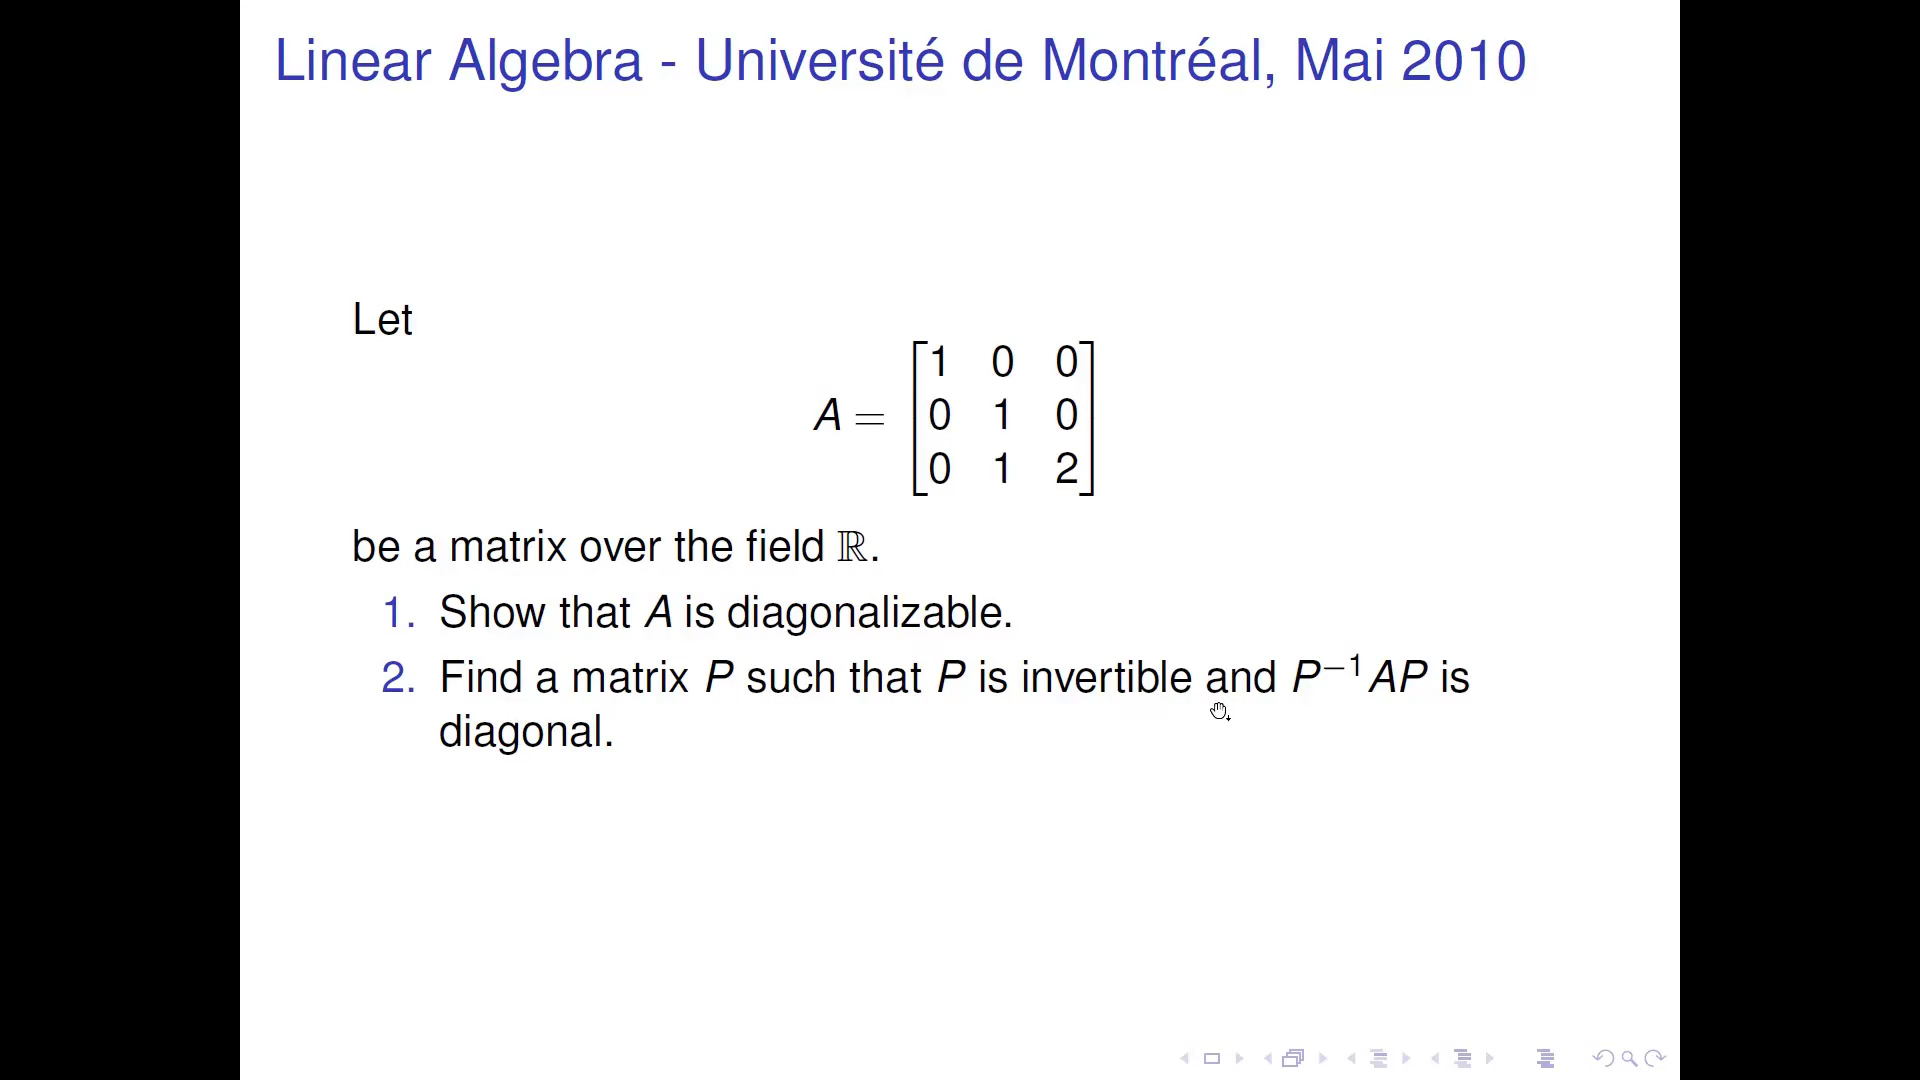 Linear Algebra - Université de Montréal, Mai 2010
Let
A = [1 0 0
0 1 0
0 1 2]
be a matrix over the field ℝ.
1. Show that A is diagonalizable.
2. Find a matrix P such that P is invertible and P⁻¹AP is
diagonal.